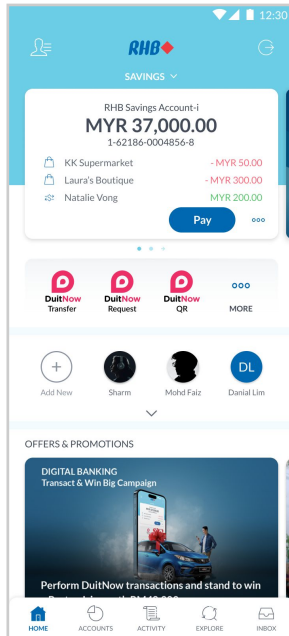 12:30
RHB
SAVINGS
RHB Savings Account-i
MYR 37,000.00
1-62186-0004856-8
KK Supermarket - MYR 50.00
Laura's Boutique - MYR 300.00
Natalie Vong MYR 200.00
Pay
DuitNow DuitNow DuitNow
Transfer Request QR MORE
DL
Add New Sharm Mohd Faiz Danial Lim
OFFERS & PROMOTIONS
DIGITAL BANKING
Transact & Win Big Campaign
Perform DuitNow transactions and stand to win
HOME ACCOUNTS ACTIVITY EXPLORE INBOX